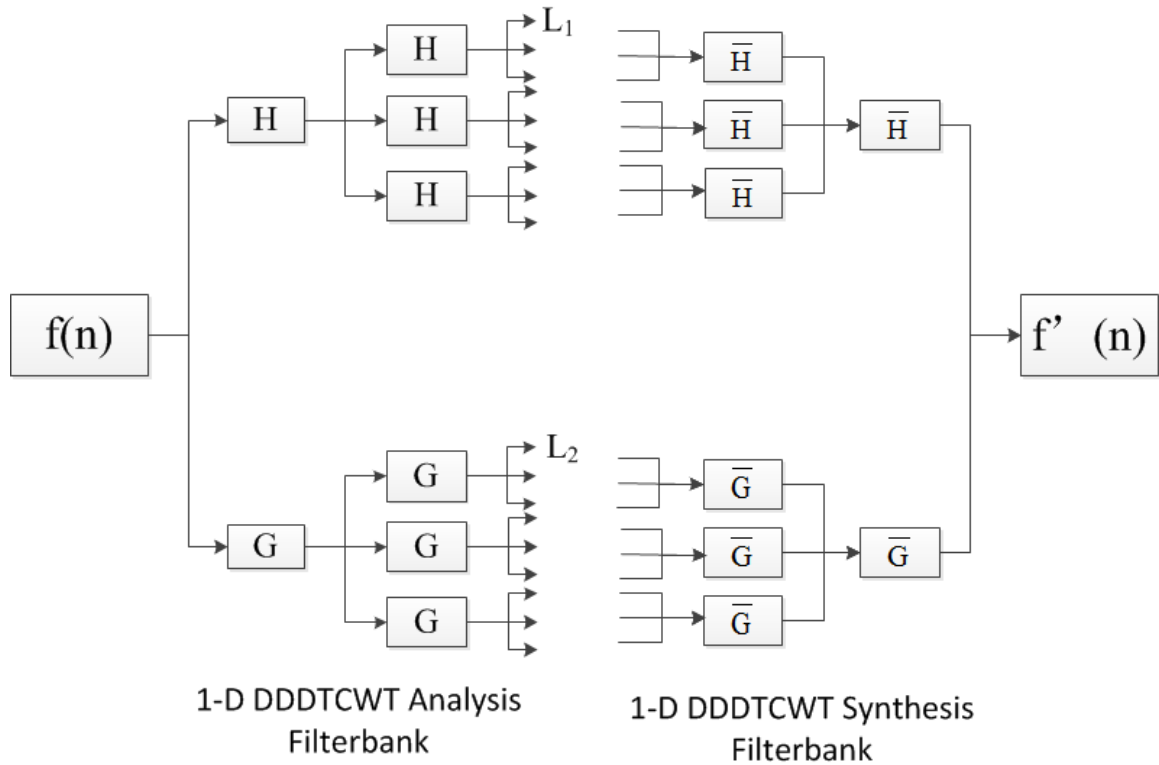 L₁
H
H̅
H
H
H̅
H̅
H
H̅
f(n)
f’ (n)
L₂
G
G̅
G
G
G̅
G̅
G
G̅
1-D DDDTCWT Analysis
Filterbank
1-D DDDTCWT Synthesis
Filterbank